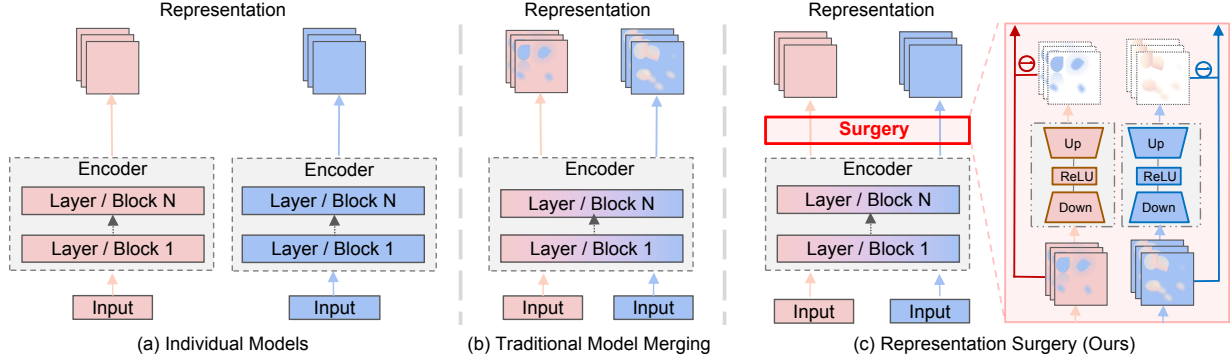 Representation
Encoder
Layer / Block N
Layer / Block 1
Input
Encoder
Layer / Block N
Layer / Block 1
Input
(a) Individual Models
Representation
Encoder
Layer / Block N
Layer / Block 1
Input
Input
(b) Traditional Model Merging
Representation
Surgery
Encoder
Layer / Block N
Layer / Block 1
Input
Input
Up
ReLU
Down
Up
ReLU
Down
(c) Representation Surgery (Ours)